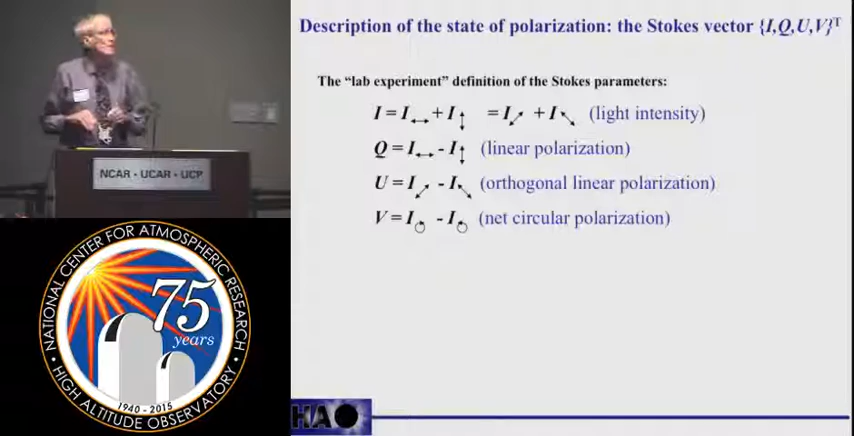 Description of the state of polarization: the Stokes vector {I,Q,U,V}ᵀ
The "lab experiment" definition of the Stokes parameters:
I = I↔ + I↕ = I⤢ + I⤡ (light intensity)
Q = I↔ - I↕ (linear polarization)
U = I⤢ - I⤡ (orthogonal linear polarization)
V = I↻ - I↺ (net circular polarization)
NCAR · UCAR · UCP
NATIONAL CENTER FOR ATMOSPHERIC RESEARCH
75
years
1940 - 2015
HIGH ALTITUDE OBSERVATORY
HAO